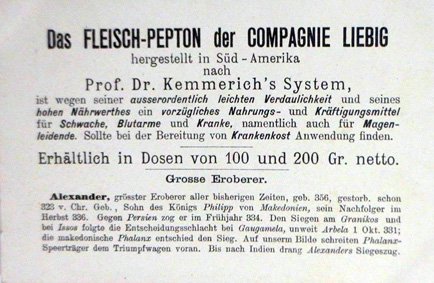 Das FLEISCH-PEPTON der COMPAGNIE LIEBIG
hergestellt in Süd-Amerika
nach
Prof. Dr. Kemmerich's System,
ist wegen seiner ausserordentlich leichten Verdaulichkeit und seines
hohen Nährwerthes ein vorzügliches Nahrungs- und Kräftigungsmittel
für Schwache, Blutarme und Kranke, namentlich auch für Magen-
leidende. Sollte bei der Bereitung von Krankenkost Anwendung finden.
Erhältlich in Dosen von 100 und 200 Gr. netto.
Grosse Eroberer.
Alexander, grösster Eroberer aller bisherigen Zeiten, geb. 356, gestorb. schon
323 v. Chr. Geb., Sohn des Königs Philipp von Makedonien, sein Nachfolger im
Herbst 336. Gegen Persien zog er im Frühjahr 334. Den Siegen am Granikos und
bei Issos folgte die Entscheidungsschlacht bei Gaugamela, unweit Arbela 1 Okt. 331;
die makedonische Phalanx entschied den Sieg. Auf unserm Bilde schreiten Phalanx-
Speerträger dem Triumpfwagen voran. Bis nach Indien drang Alexanders Siegeszug.